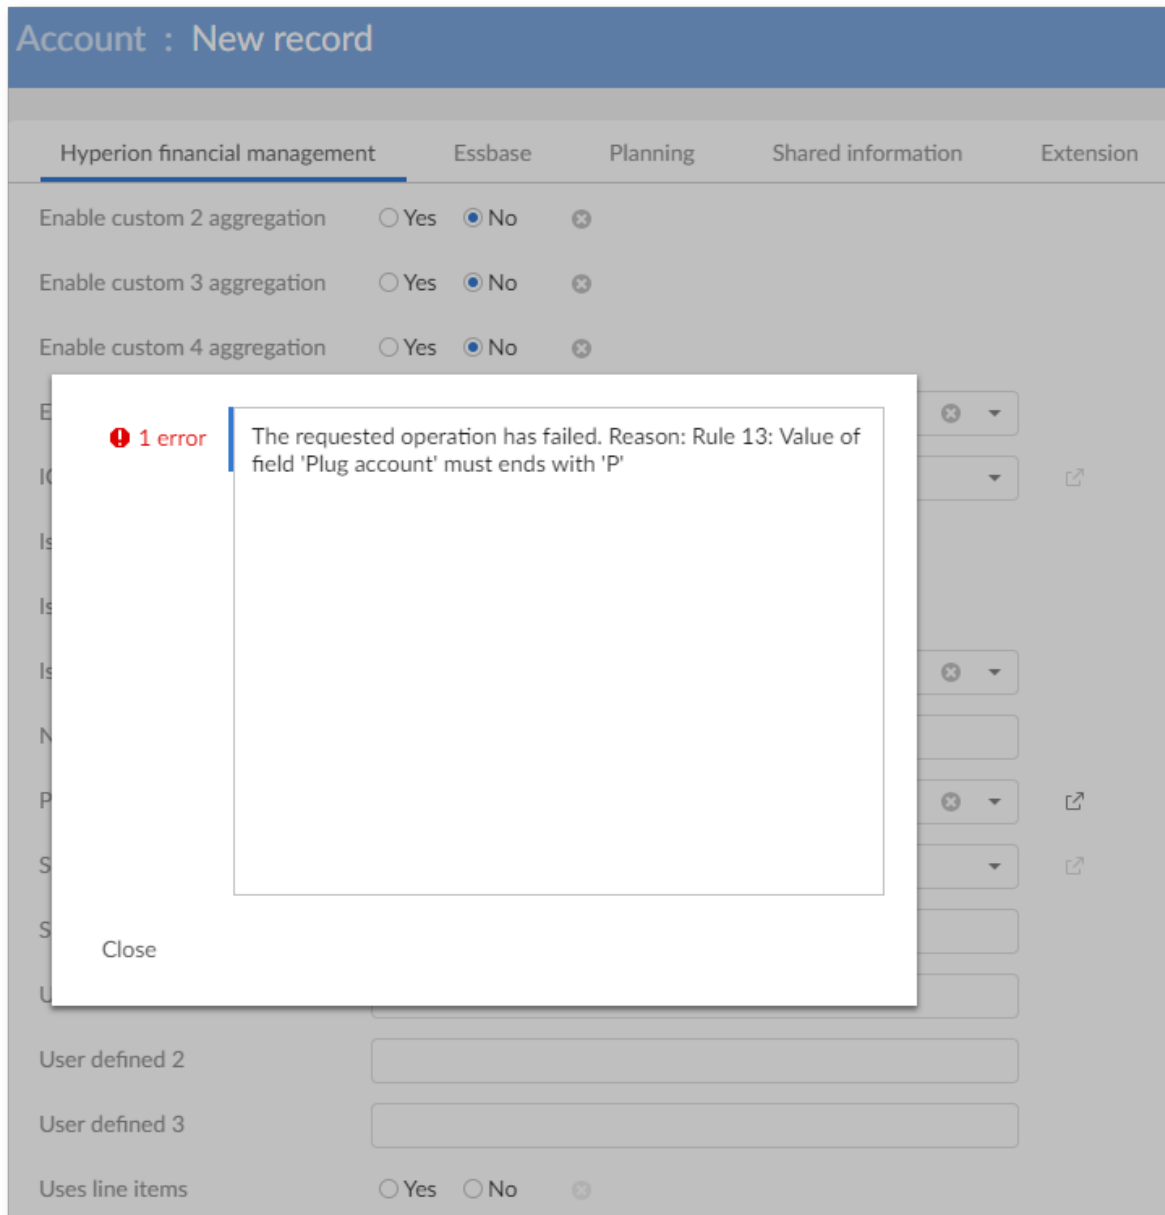 Account : New record
Hyperion financial management Essbase Planning Shared information Extension
Enable custom 2 aggregation Yes No
Enable custom 3 aggregation Yes No
Enable custom 4 aggregation Yes No
1 error
The requested operation has failed. Reason: Rule 13: Value of
field 'Plug account' must ends with 'P'
Close
User defined 2
User defined 3
Uses line items Yes No